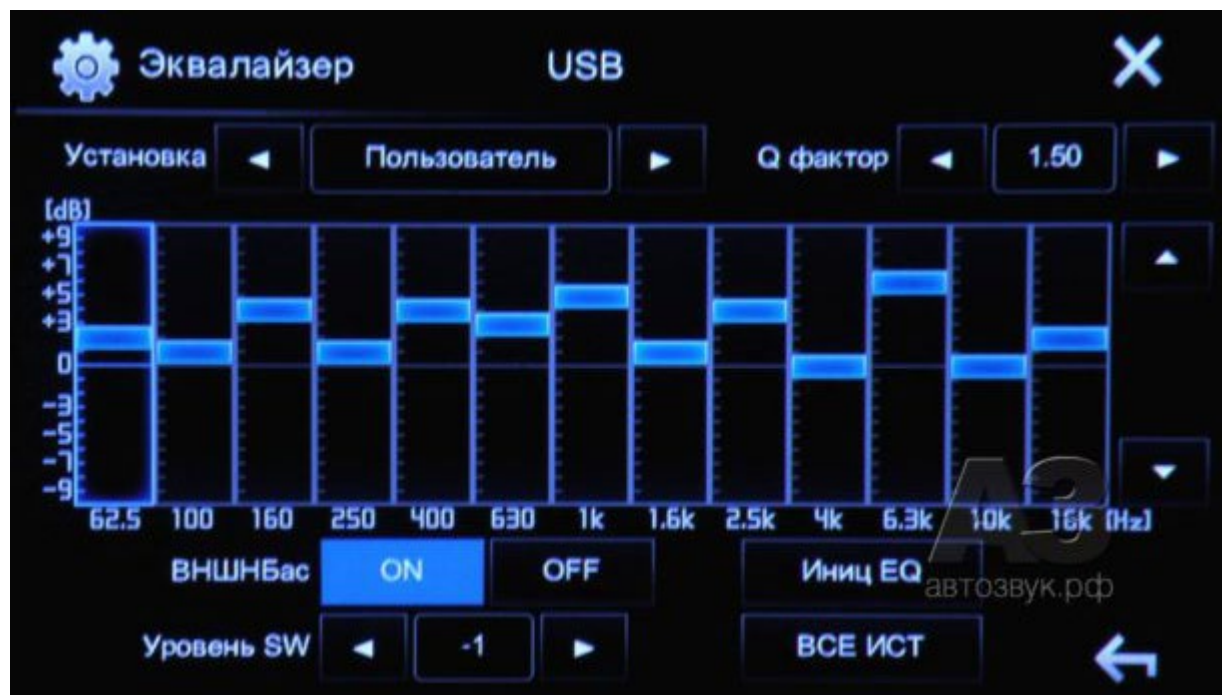 Эквалайзер USB
Установка Пользователь Q фактор 1.50
[dB]
+9
+7
+5
+3
0
-3
-5
-7
-9
62.5 100 160 250 400 630 1k 1.6k 2.5k 4k 6.3k 10k 16k [Hz]
ВНШНБас ON OFF Иниц EQ
Уровень SW -1 ВСЕ ИСТ
АЗ
автозвук.рф